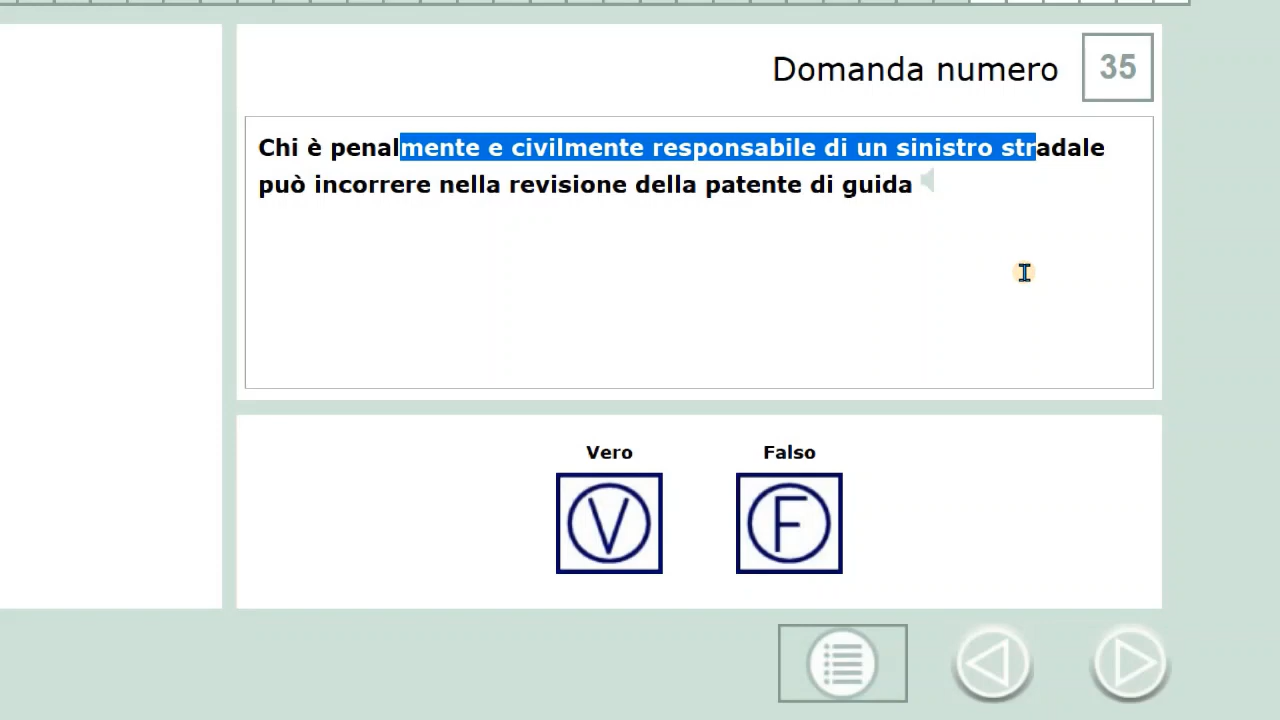 Domanda numero 35
Chi è penalmente e civilmente responsabile di un sinistro stradale
può incorrere nella revisione della patente di guida
Vero Falso
V F